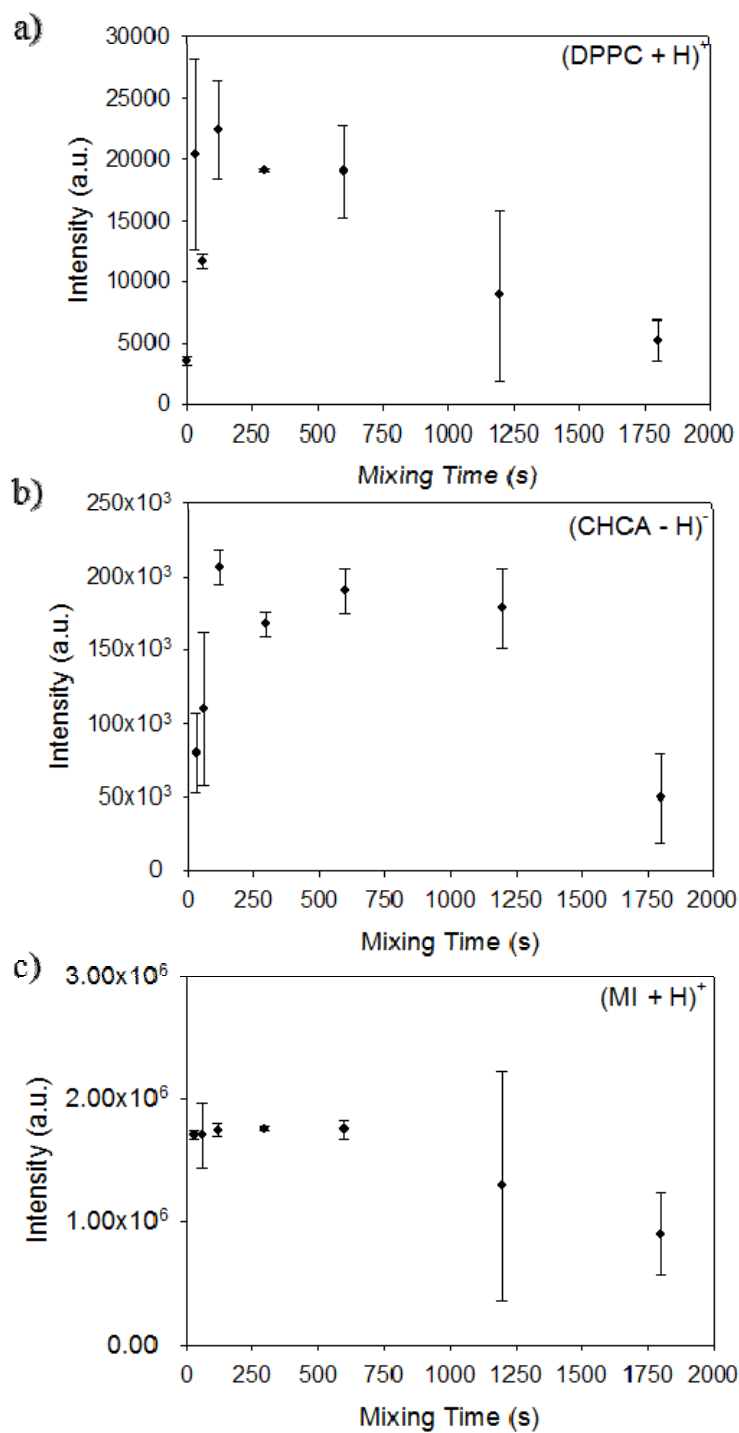 a)
(DPPC + H)⁺
30000
25000
20000
15000
10000
5000
0
Intensity (a.u.)
0 250 500 750 1000 1250 1500 1750 2000
Mixing Time (s)
b)
(CHCA - H)⁻
250x10³
200x10³
150x10³
100x10³
50x10³
0
Intensity (a.u.)
0 250 500 750 1000 1250 1500 1750 2000
Mixing Time (s)
c)
(MI + H)⁺
3.00x10⁶
2.00x10⁶
1.00x10⁶
0.00
Intensity (a.u.)
0 250 500 750 1000 1250 1500 1750 2000
Mixing Time (s)